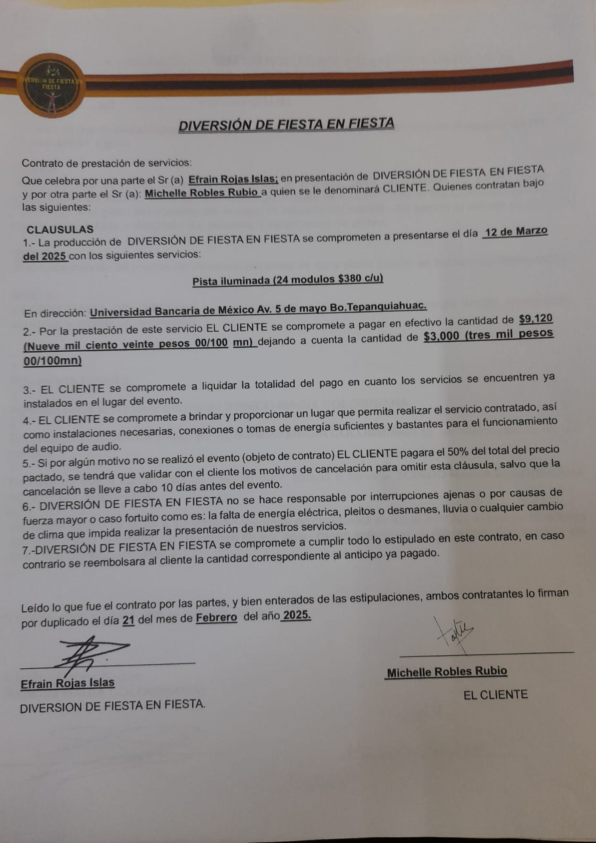 DIVERSIÓN DE FIESTA EN FIESTA
DIVERSIÓN DE FIESTA EN FIESTA
Contrato de prestación de servicios:
Que celebra por una parte el Sr (a) Efrain Rojas Islas; en presentación de DIVERSIÓN DE FIESTA EN FIESTA
y por otra parte el Sr (a): Michelle Robles Rubio a quien se le denominará CLIENTE. Quienes contratan bajo
las siguientes:
CLAUSULAS
1.- La producción de DIVERSIÓN DE FIESTA EN FIESTA se comprometen a presentarse el día 12 de Marzo
del 2025 con los siguientes servicios:
Pista iluminada (24 modulos $380 c/u)
En dirección: Universidad Bancaria de México Av. 5 de mayo Bo.Tepanquiahuac.
2.- Por la prestación de este servicio EL CLIENTE se compromete a pagar en efectivo la cantidad de $9,120
(Nueve mil ciento veinte pesos 00/100 mn) dejando a cuenta la cantidad de $3,000 (tres mil pesos
00/100mn)
3.- EL CLIENTE se compromete a liquidar la totalidad del pago en cuanto los servicios se encuentren ya
instalados en el lugar del evento.
4.- EL CLIENTE se compromete a brindar y proporcionar un lugar que permita realizar el servicio contratado, así
como instalaciones necesarias, conexiones o tomas de energía suficientes y bastantes para el funcionamiento
del equipo de audio.
5.- Si por algún motivo no se realizó el evento (objeto de contrato) EL CLIENTE pagara el 50% del total del precio
pactado, se tendrá que validar con el cliente los motivos de cancelación para omitir esta cláusula, salvo que la
cancelación se lleve a cabo 10 días antes del evento.
6.- DIVERSIÓN DE FIESTA EN FIESTA no se hace responsable por interrupciones ajenas o por causas de
fuerza mayor o caso fortuito como es: la falta de energía eléctrica, pleitos o desmanes, lluvia o cualquier cambio
de clima que impida realizar la presentación de nuestros servicios.
7.-DIVERSIÓN DE FIESTA EN FIESTA se compromete a cumplir todo lo estipulado en este contrato, en caso
contrario se reembolsara al cliente la cantidad correspondiente al anticipo ya pagado.
Leído lo que fue el contrato por las partes, y bien enterados de las estipulaciones, ambos contratantes lo firman
por duplicado el día 21 del mes de Febrero del año 2025.
Efrain Rojas Islas
Michelle Robles Rubio
DIVERSION DE FIESTA EN FIESTA.
EL CLIENTE